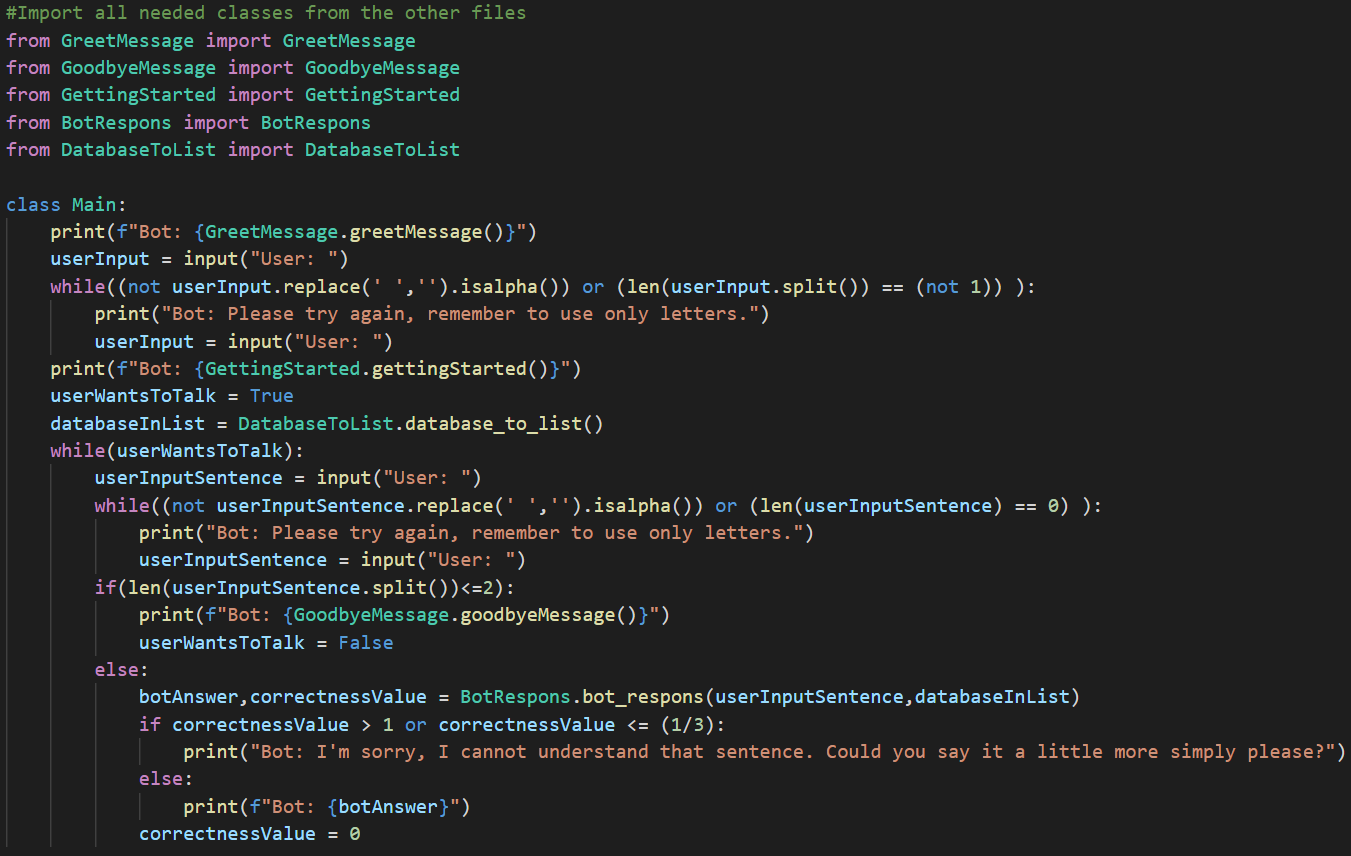 #Import all needed classes from the other files
from GreetMessage import GreetMessage
from GoodbyeMessage import GoodbyeMessage
from GettingStarted import GettingStarted
from BotRespons import BotRespons
from DatabaseToList import DatabaseToList

class Main:
    print(f"Bot: {GreetMessage.greetMessage()}")
    userInput = input("User: ")
    while((not userInput.replace(' ','').isalpha()) or (len(userInput.split()) == (not 1)) ):
        print("Bot: Please try again, remember to use only letters.")
        userInput = input("User: ")
    print(f"Bot: {GettingStarted.gettingStarted()}")
    userWantsToTalk = True
    databaseInList = DatabaseToList.database_to_list()
    while(userWantsToTalk):
        userInputSentence = input("User: ")
        while((not userInputSentence.replace(' ','').isalpha()) or (len(userInputSentence) == 0) ):
            print("Bot: Please try again, remember to use only letters.")
            userInputSentence = input("User: ")
        if(len(userInputSentence.split())<=2):
            print(f"Bot: {GoodbyeMessage.goodbyeMessage()}")
            userWantsToTalk = False
        else:
            botAnswer,correctnessValue = BotRespons.bot_respons(userInputSentence,databaseInList)
            if correctnessValue > 1 or correctnessValue <= (1/3):
                print("Bot: I'm sorry, I cannot understand that sentence. Could you say it a little more simply please?")
            else:
                print(f"Bot: {botAnswer}")
            correctnessValue = 0